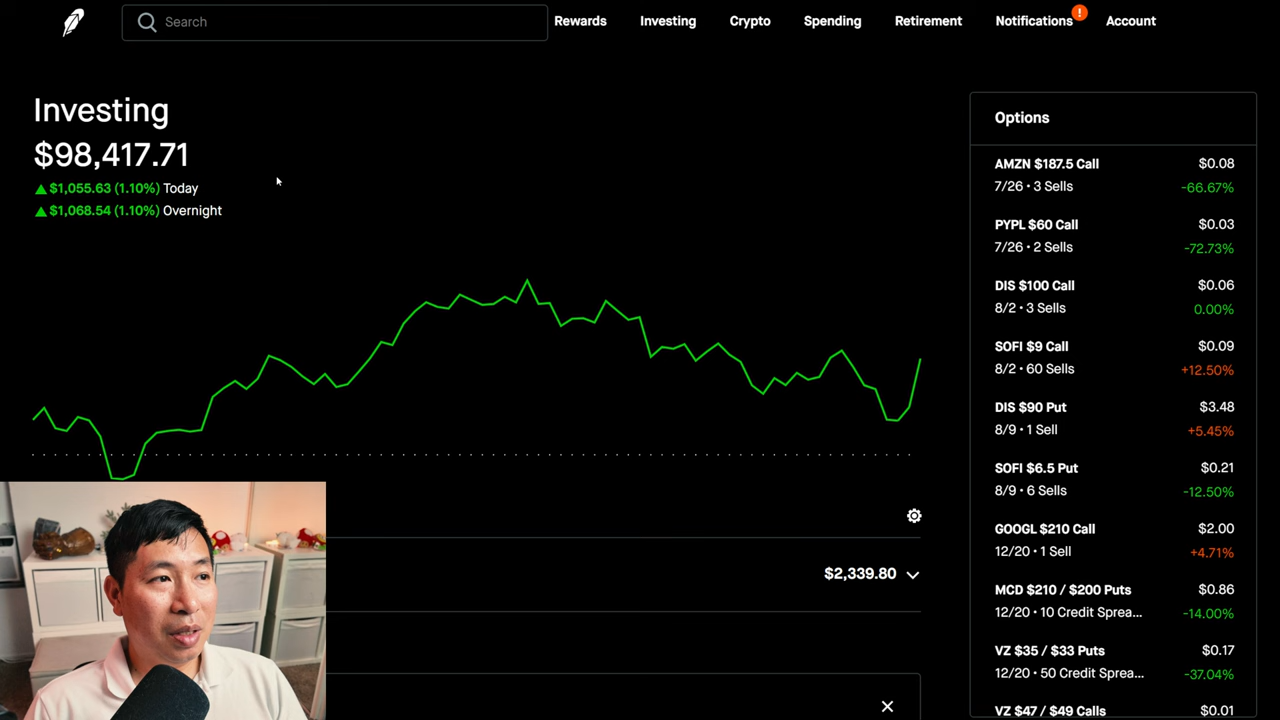 Search
Rewards
Investing
Crypto
Spending
Retirement
Notifications
!
Account
Investing
$98,417.71
$1,055.63 (1.10%) Today
$1,068.54 (1.10%) Overnight
$2,339.80
Options
AMZN $187.5 Call $0.08
7/26 • 3 Sells -66.67%
PYPL $60 Call $0.03
7/26 • 2 Sells -72.73%
DIS $100 Call $0.06
8/2 • 3 Sells 0.00%
SOFI $9 Call $0.09
8/2 • 60 Sells +12.50%
DIS $90 Put $3.48
8/9 • 1 Sell +5.45%
SOFI $6.5 Put $0.21
8/9 • 6 Sells -12.50%
GOOGL $210 Call $2.00
12/20 • 1 Sell +4.71%
MCD $210 / $200 Puts $0.86
12/20 • 10 Credit Sprea... -14.00%
VZ $35 / $33 Puts $0.17
12/20 • 50 Credit Sprea... -37.04%
VZ $47 / $49 Calls $0.01